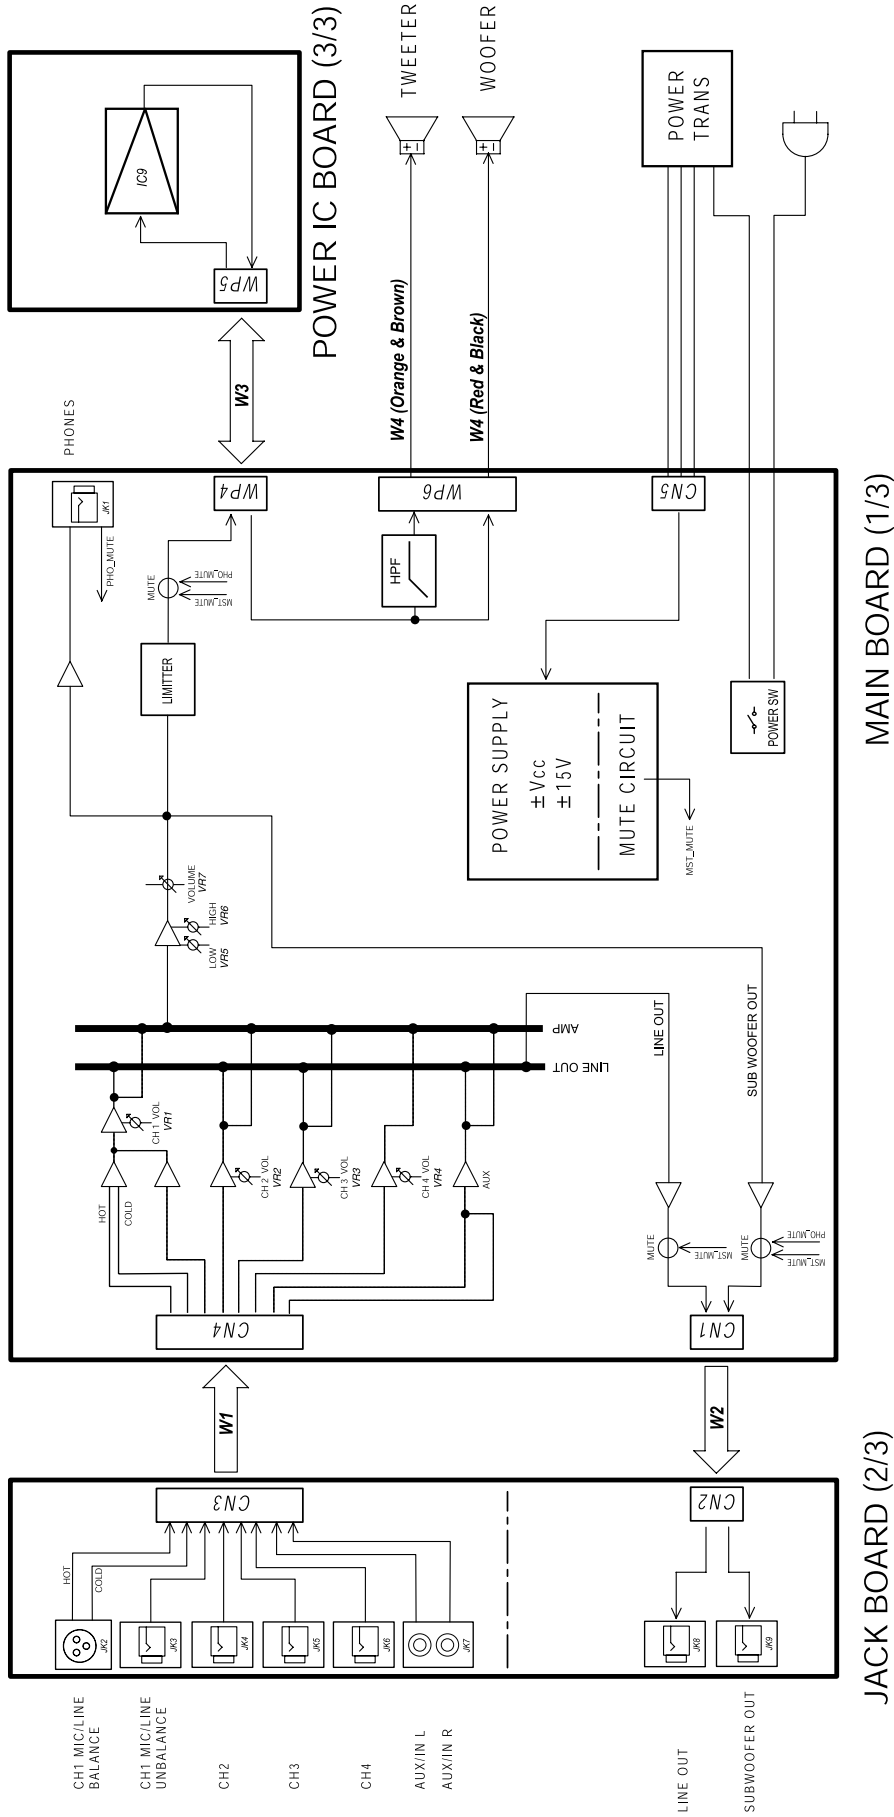 CH1 MIC/LINE
BALANCE
CH1 MIC/LINE
UNBALANCE
CH2
CH3
CH4
AUX/IN L
AUX/IN R
LINE OUT
SUBWOOFER OUT
JACK BOARD (2/3)
HOT
COLD
JK2
JK3
JK4
JK5
JK6
JK7
JK8
JK9
CN3
CN2
W1
W2
MAIN BOARD (1/3)
CN4
CN1
HOT
COLD
CH 1 VOL
VR1
CH 2 VOL
VR2
CH 3 VOL
VR3
CH 4 VOL
VR4
AUX
LINE OUT
AMP
LOW
VR5
HIGH
VR6
VOLUME
VR7
LIMITTER
MUTE
MST_MUTE
PHO_MUTE
PHO_MUTE
JK1
PHONES
WP4
HPF
WP6
CN5
POWER SUPPLY
±Vcc
±15V
MUTE CIRCUIT
MST_MUTE
POWER SW
LINE OUT
SUB WOOFER OUT
MUTE
MST_MUTE
MUTE
MST_MUTE
PHO_MUTE
W3
POWER IC BOARD (3/3)
WP5
IC9
W4 (Orange & Brown)
W4 (Red & Black)
+
−
+
−
TWEETER
WOOFER
POWER
TRANS